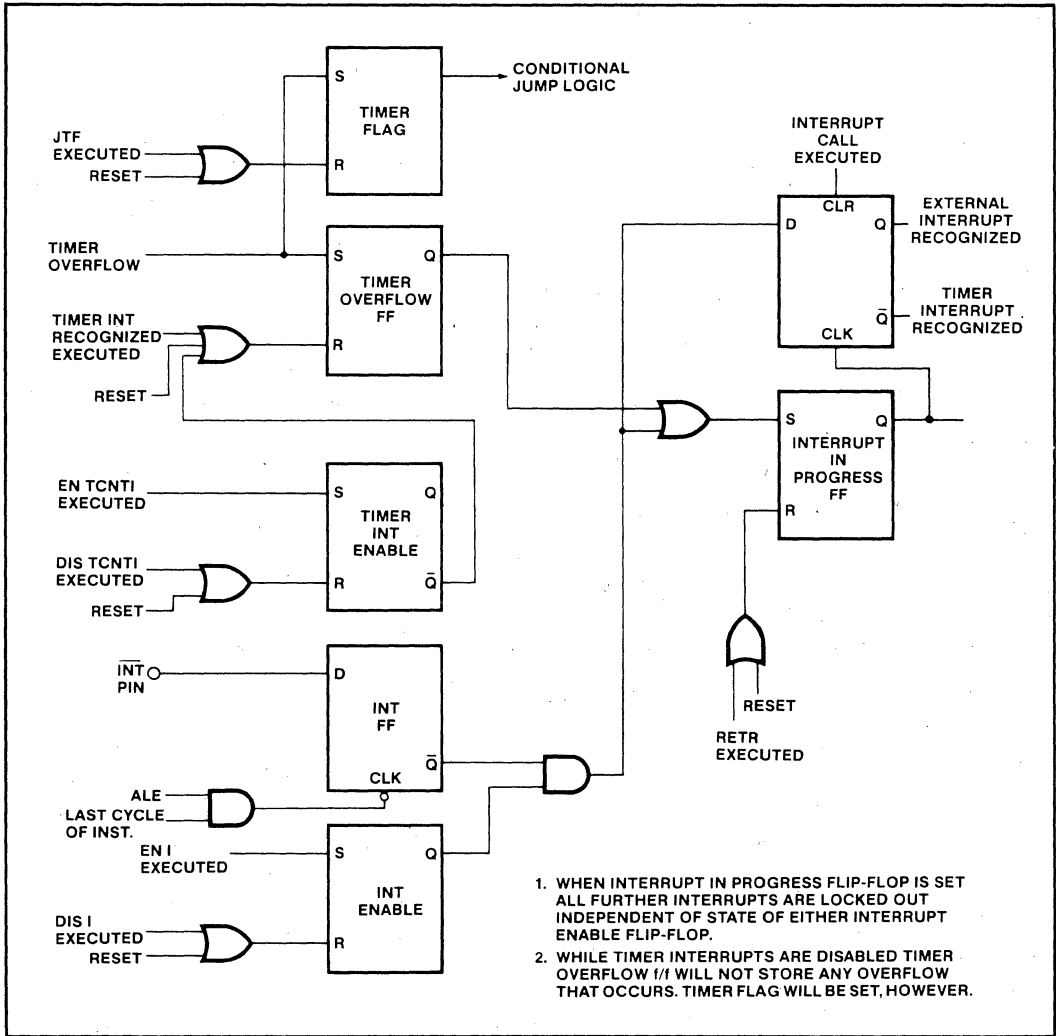 S
TIMER
FLAG
R
CONDITIONAL
JUMP LOGIC
JTF
EXECUTED
RESET
TIMER
OVERFLOW
S
Q
TIMER
OVERFLOW
FF
R
TIMER INT
RECOGNIZED
EXECUTED
RESET
EN TCNTI
EXECUTED
S
Q
TIMER
INT
ENABLE
R
Q̅
DIS TCNTI
EXECUTED
RESET
I̅N̅T̅
PIN
D
INT
FF
Q̅
CLK
ALE
LAST CYCLE
OF INST.
EN I
EXECUTED
S
Q
INT
ENABLE
R
DIS I
EXECUTED
RESET
INTERRUPT
CALL
EXECUTED
CLR
D
Q
EXTERNAL
INTERRUPT
RECOGNIZED
Q̅
TIMER
INTERRUPT
RECOGNIZED
CLK
S
Q
INTERRUPT
IN
PROGRESS
FF
R
RESET
RETR
EXECUTED
1. WHEN INTERRUPT IN PROGRESS FLIP-FLOP IS SET
ALL FURTHER INTERRUPTS ARE LOCKED OUT
INDEPENDENT OF STATE OF EITHER INTERRUPT
ENABLE FLIP-FLOP.
2. WHILE TIMER INTERRUPTS ARE DISABLED TIMER
OVERFLOW f/f WILL NOT STORE ANY OVERFLOW
THAT OCCURS. TIMER FLAG WILL BE SET, HOWEVER.